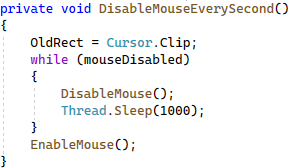 private void DisableMouseEverySecond()
{
    OldRect = Cursor.Clip;
    while (mouseDisabled)
    {
        DisableMouse();
        Thread.Sleep(1000);
    }
    EnableMouse();
}